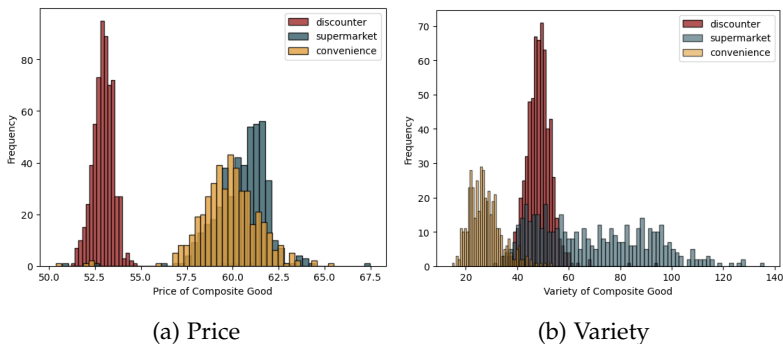 discounter
supermarket
convenience
80
60
40
20
0
Frequency
50.0 52.5 55.0 57.5 60.0 62.5 65.0 67.5
Price of Composite Good
(a) Price
discounter
supermarket
convenience
70
60
50
40
30
20
10
0
Frequency
20 40 60 80 100 120 140
Variety of Composite Good
(b) Variety